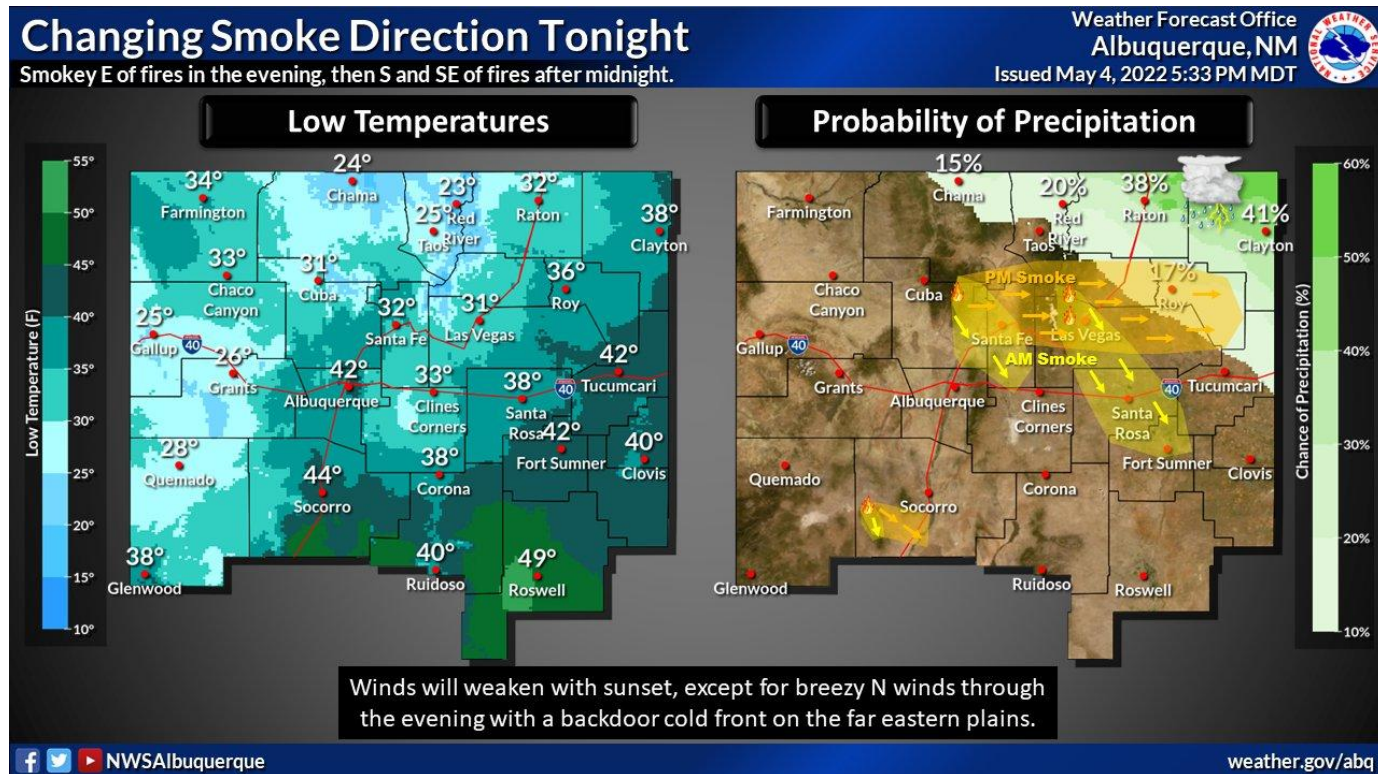 Changing Smoke Direction Tonight
Smokey E of fires in the evening, then S and SE of fires after midnight.
Weather Forecast Office
Albuquerque, NM
Issued May 4, 2022 5:33 PM MDT
NATIONAL WEATHER SERVICE
Low Temperatures
Low Temperature (F)
55°
50°
45°
40°
35°
30°
25°
20°
15°
10°
34°
Farmington
24°
Chama
23°
Red
River
25°
Taos
32°
Raton
38°
Clayton
33°
Chaco
Canyon
31°
Cuba
36°
Roy
25°
Gallup
40
26°
Grants
32°
Santa Fe
31°
Las Vegas
42°
Albuquerque
33°
Clines
Corners
38°
Santa
Rosa
40
42°
Tucumcari
28°
Quemado
44°
Socorro
38°
Corona
42°
Fort Sumner
40°
Clovis
38°
Glenwood
40°
Ruidoso
49°
Roswell
Probability of Precipitation
Chance of Precipitation (%)
60%
50%
40%
30%
20%
10%
Farmington
15%
Chama
20%
Red
River
Taos
38%
Raton
41%
Clayton
Chaco
Canyon
Cuba
PM Smoke
17%
Roy
Gallup
40
Grants
Santa Fe
Las Vegas
AM Smoke
Albuquerque
Clines
Corners
Santa
Rosa
40
Tucumcari
Quemado
Socorro
Corona
Fort Sumner
Clovis
Glenwood
Ruidoso
Roswell
Winds will weaken with sunset, except for breezy N winds through
the evening with a backdoor cold front on the far eastern plains.
NWSAlbuquerque
weather.gov/abq